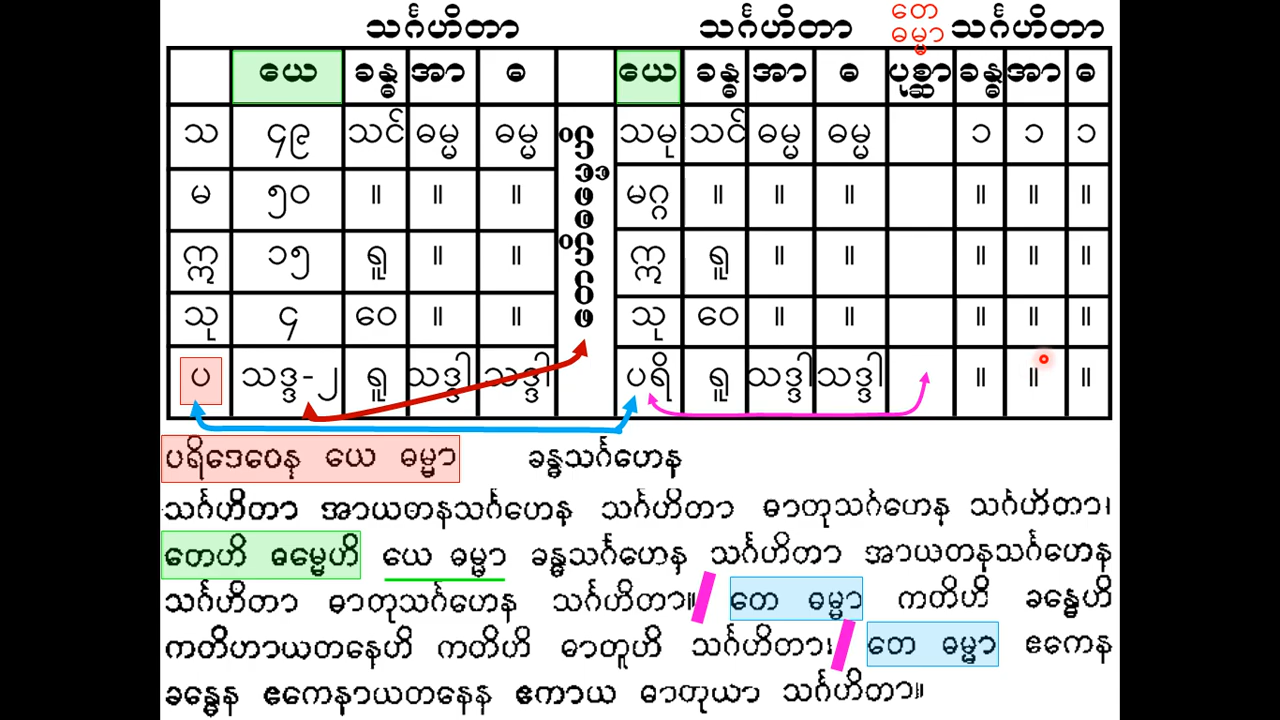 သင်္ဂဟိတာ သင်္ဂဟိတာ တေ ဓမ္မာ သင်္ဂဟိတာ
ယေ ခန္ဓ အာ ဓ ယေ ခန္ဓ အာ ဓ ပုစ္ဆာ ခန္ဓ အာ ဓ
သ ၄၉ သင် ဓမ္မ ဓမ္မ သမု သင် ဓမ္မ ဓမ္မ ၁ ၁ ၁
မ ၅၀ ။ ။ ။ မဂ္ဂ ။ ။ ။ ။ ။ ။
ဣ ၁၅ ရူ ။ ။ ဣ ရူ ။ ။ ။ ။ ။
သု ၄ ဝေ ။ ။ သု ဝေ ။ ။ ။ ။ ။
ပ သဒ္ဒ-၂ ရူ သဒ္ဒါ သဒ္ဒါ ပရိ ရူ သဒ္ဒါ သဒ္ဒါ ။ ။ ။
ပရိဒေဝေန ယေ ဓမ္မာ ခန္ဓသင်္ဂဟေန
သင်္ဂဟိတာ အာယတနသင်္ဂဟေန သင်္ဂဟိတာ ဓာတုသင်္ဂဟေန သင်္ဂဟိတာ၊
တေဟိ ဓမ္မေဟိ ယေ ဓမ္မာ ခန္ဓသင်္ဂဟေန သင်္ဂဟိတာ အာယတနသင်္ဂဟေန
သင်္ဂဟိတာ ဓာတုသင်္ဂဟေန သင်္ဂဟိတာ။ တေ ဓမ္မာ ကတိဟိ ခန္ဓေဟိ
ကတိဟာယတနေဟိ ကတိဟိ ဓာတူဟိ သင်္ဂဟိတာ၊ တေ ဓမ္မာ ဧကေန
ခန္ဓေန ဧကေနာယတနေန ဧကာယ ဓာတုယာ သင်္ဂဟိတာ။